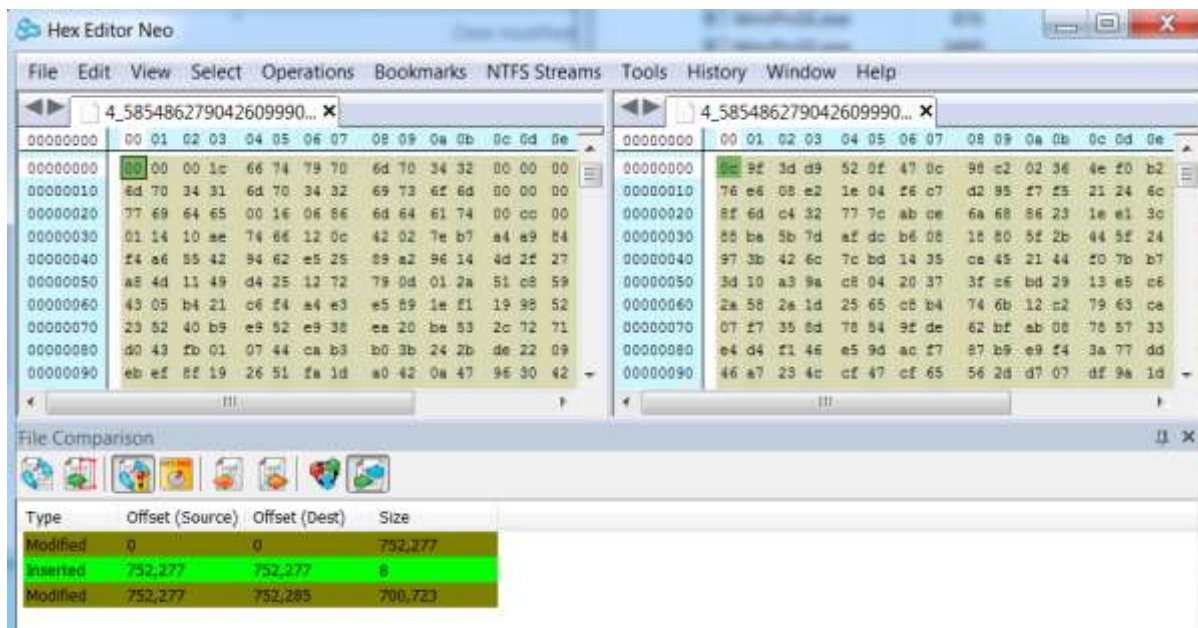 Hex Editor Neo
File Edit View Select Operations Bookmarks NTFS Streams Tools History Window Help
4_5854862779042609990...
00000000 00 01 02 03 04 05 06 07 08 09 0a 0b 0c 0d 0e
00000000 00 00 00 1c 66 74 79 70 6d 70 34 32 00 00 00
00000010 6d 70 34 31 6d 70 34 32 69 73 6f 6d 00 00 00
00000020 77 69 64 65 00 16 06 86 6d 64 61 74 00 cc 00
00000030 01 14 10 ae 74 66 12 0c 42 02 7e b7 a4 a9 84
00000040 f4 a6 55 42 94 62 e5 25 89 a2 96 14 4d 2f 27
00000050 a8 4d 11 49 d4 25 12 72 79 0d 01 2a 51 c8 59
00000060 43 05 b4 21 c6 f4 a4 e3 e5 89 1e f1 19 98 52
00000070 23 52 40 b9 e9 52 e9 38 ea 20 ba 53 2c 72 71
00000080 d0 43 fb 01 07 44 ca b3 b0 3b 24 2b de 22 09
00000090 eb ef 8f 19 26 51 fa 1d a0 42 0a 47 96 30 42
4_5854862779042609990...
00000000 00 01 02 03 04 05 06 07 08 09 0a 0b 0c 0d 0e
00000000 0c 9f 3d d9 52 0f 47 0c 98 c2 02 36 4e f0 b2
00000010 76 e6 08 e2 1e 04 f6 c7 d2 95 f7 f5 21 24 6c
00000020 8f 6d c4 32 77 7c ab ce 6a 68 86 23 1e e1 3c
00000030 88 ba 5b 7d af dc b6 08 18 80 5f 2b 44 5f 24
00000040 97 3b 42 6c 7c bd 14 35 ca 45 21 44 f0 7b b7
00000050 3d 10 a3 9a c8 04 20 37 3f c6 bd 29 13 e5 c6
00000060 2a 58 2a 1d 25 65 c8 b4 74 6b 12 c2 79 63 ca
00000070 07 f7 35 8d 78 54 9f de 62 bf ab 08 78 57 33
00000080 e4 d4 f1 46 e5 9d ac f7 87 b9 e9 f4 3a 77 dd
00000090 46 a7 23 4c cf 47 cf 65 56 2d d7 07 df 9a 1d
File Comparison
Type Offset (Source) Offset (Dest) Size
Modified 0 0 752,277
Inserted 752,277 752,277 8
Modified 752,277 752,285 700,723